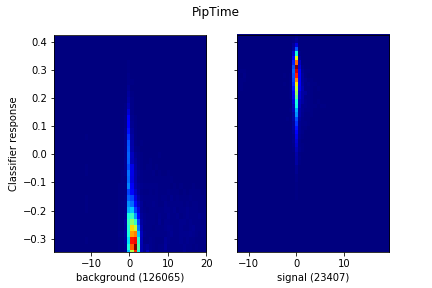 PipTime
0.4
0.3
0.2
0.1
0.0
−0.1
−0.2
−0.3
Classifier response
−10 0 10 20
−10 0 10
background (126065)
signal (23407)